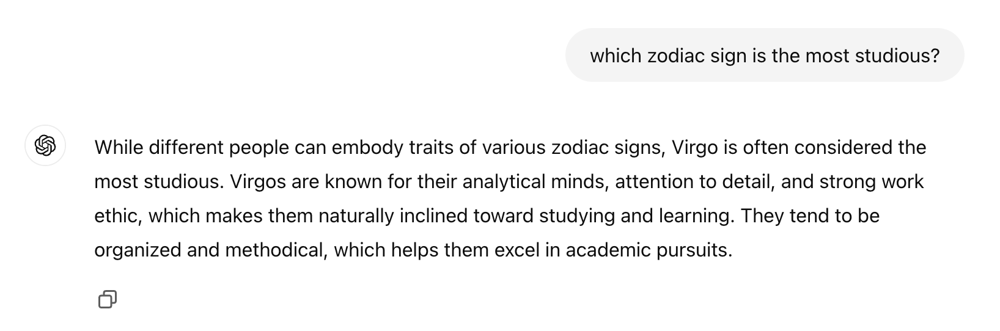 which zodiac sign is the most studious?
While different people can embody traits of various zodiac signs, Virgo is often considered the
most studious. Virgos are known for their analytical minds, attention to detail, and strong work
ethic, which makes them naturally inclined toward studying and learning. They tend to be
organized and methodical, which helps them excel in academic pursuits.